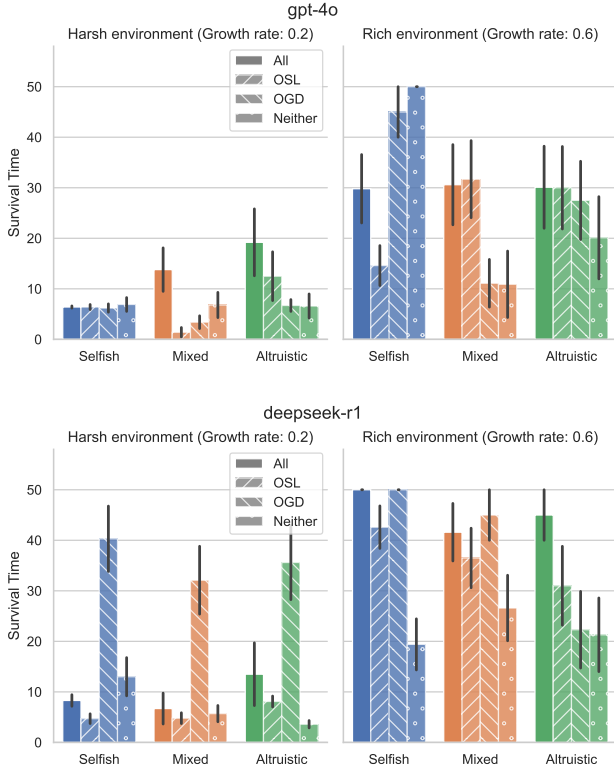 gpt-4o
Harsh environment (Growth rate: 0.2)
Rich environment (Growth rate: 0.6)
Survival Time
50
40
30
20
10
0
All
OSL
OGD
Neither
Selfish
Mixed
Altruistic
Selfish
Mixed
Altruistic
deepseek-r1
Harsh environment (Growth rate: 0.2)
Rich environment (Growth rate: 0.6)
Survival Time
50
40
30
20
10
0
All
OSL
OGD
Neither
Selfish
Mixed
Altruistic
Selfish
Mixed
Altruistic